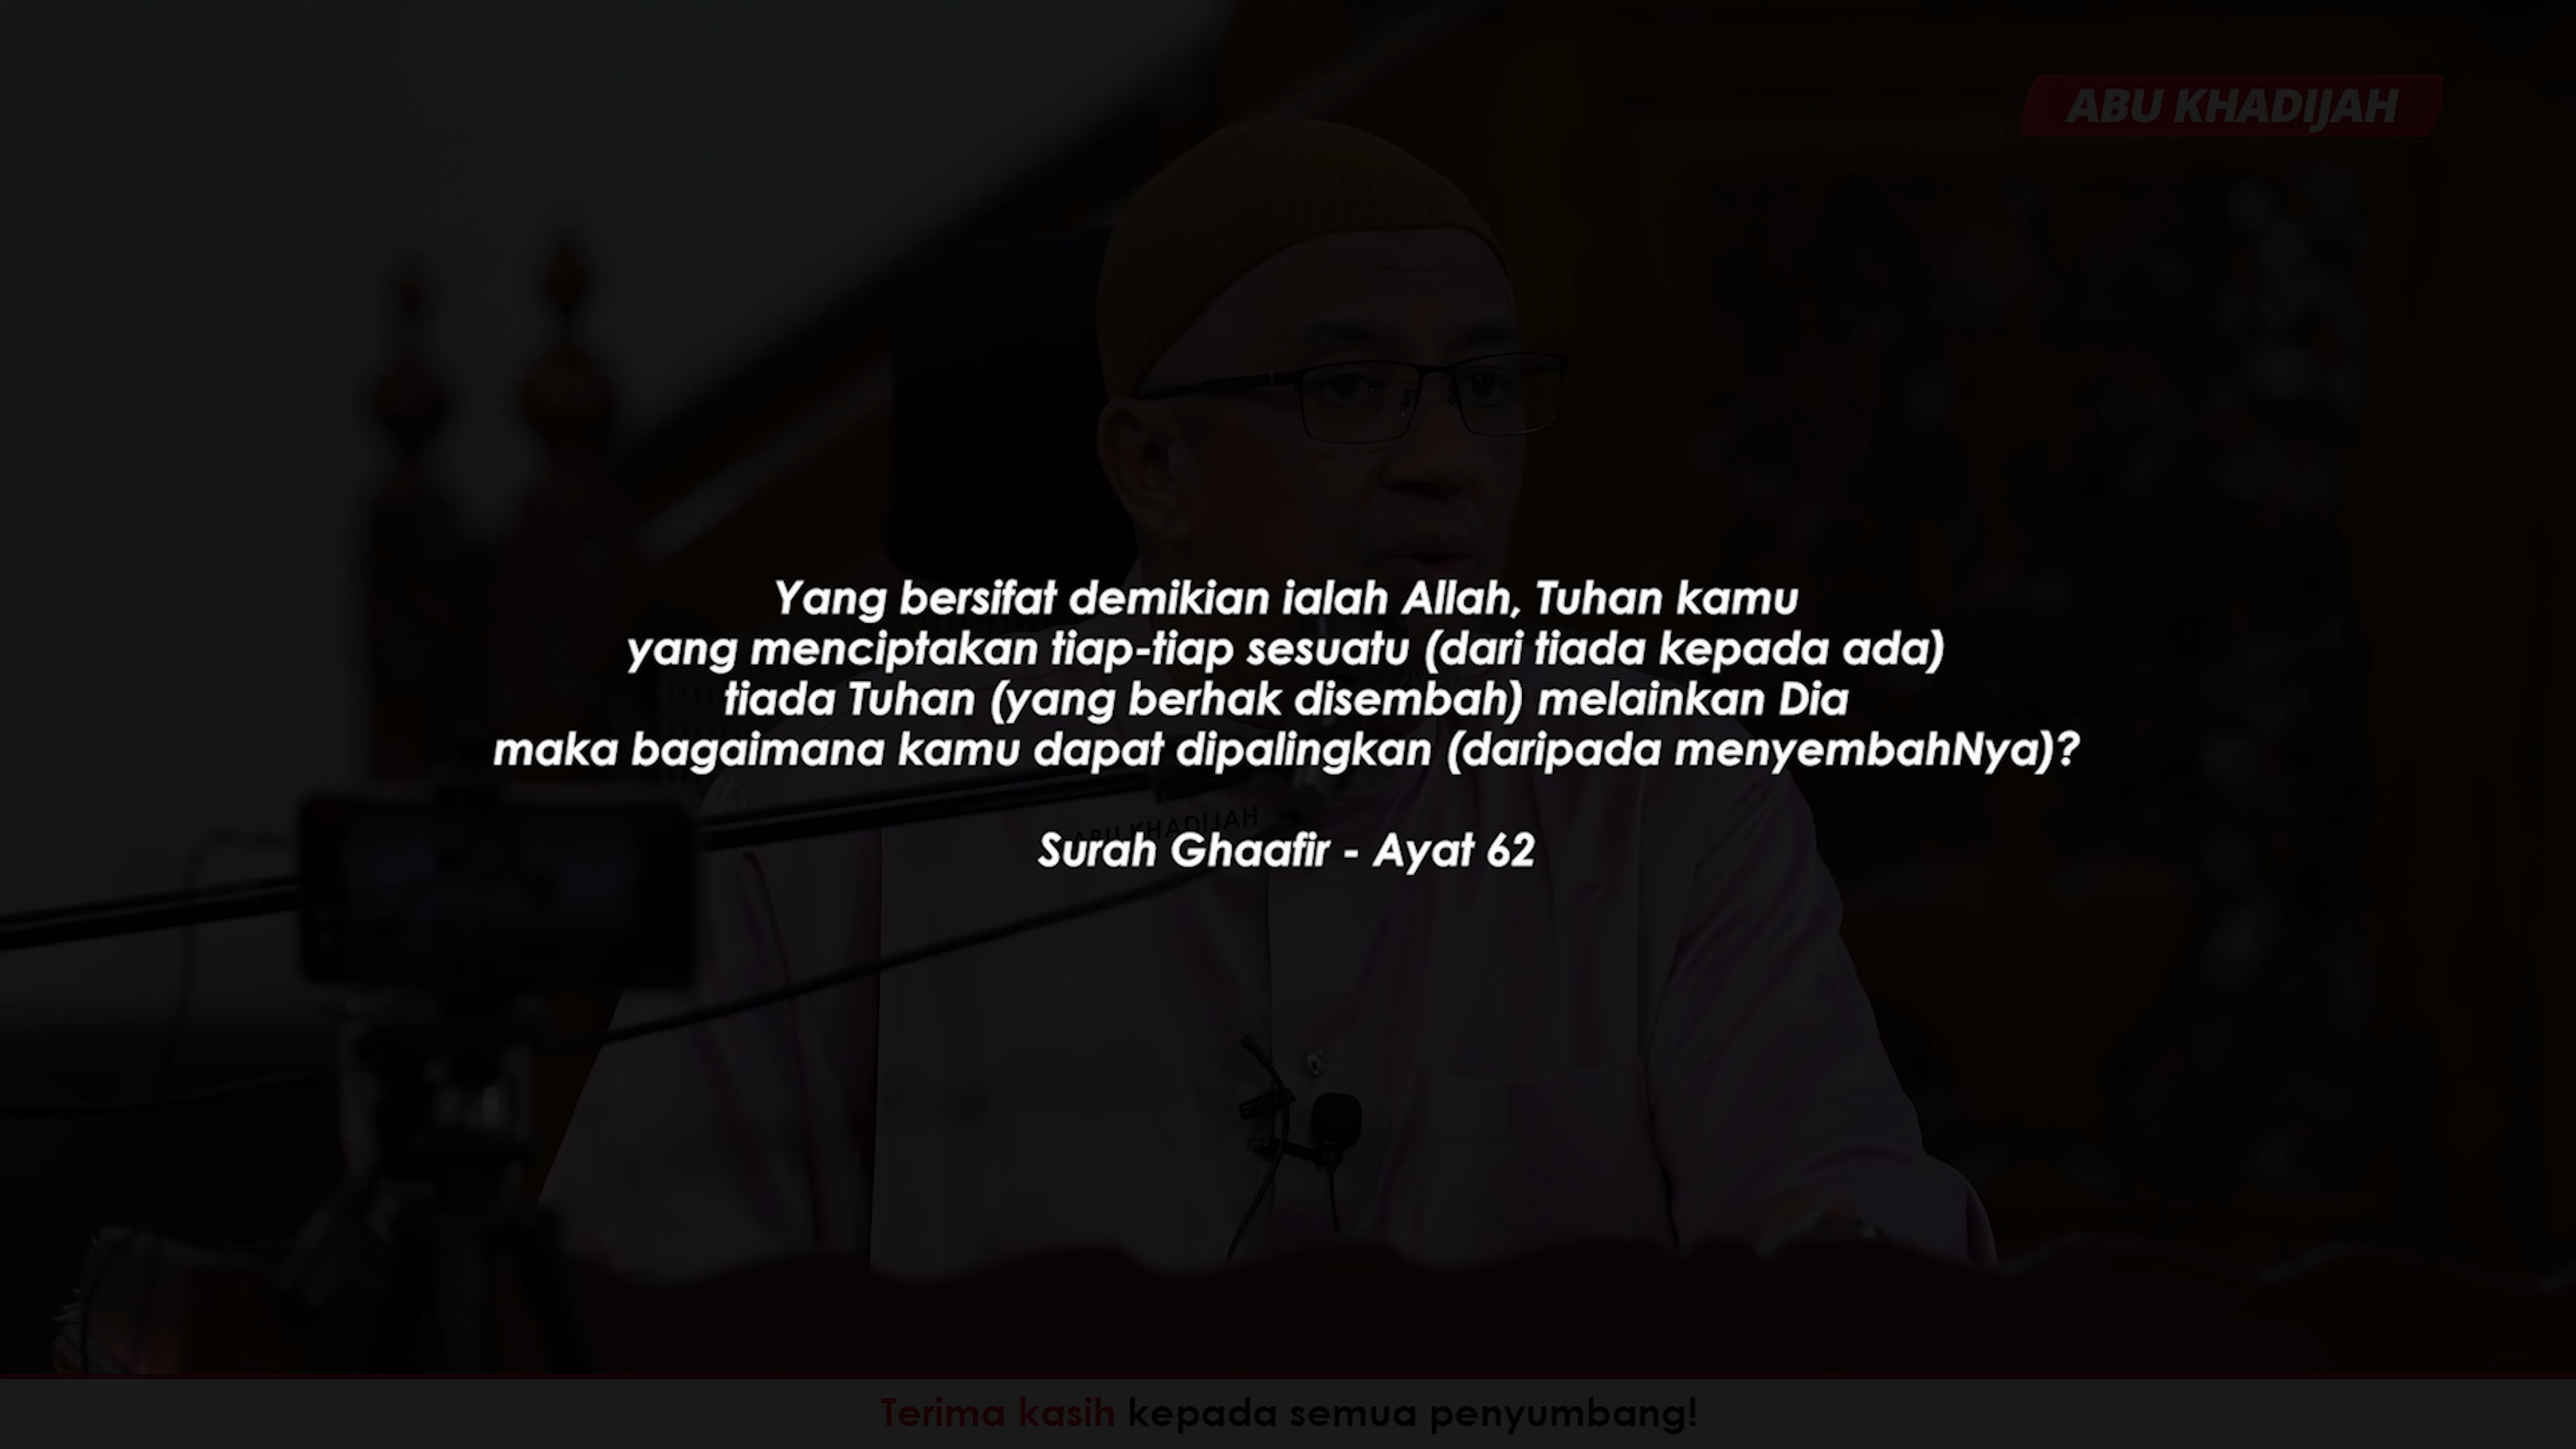 ABU KHADIJAH
Yang bersifat demikian ialah Allah, Tuhan kamu
yang menciptakan tiap-tiap sesuatu (dari tiada kepada ada)
tiada Tuhan (yang berhak disembah) melainkan Dia
maka bagaimana kamu dapat dipalingkan (daripada menyembahNya)?
ABU KHADIJAH
Surah Ghaafir - Ayat 62
Terima kasih kepada semua penyumbang!